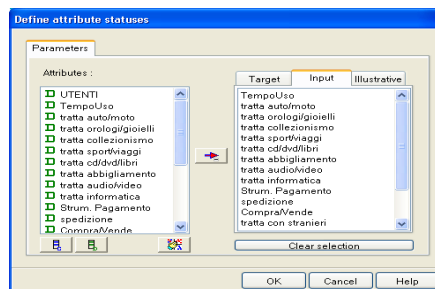 Define attribute statuses
Parameters
Attributes :
UTENTI
TempoUso
tratta auto/moto
tratta orologi/gioielli
tratta collezionismo
tratta sport/viaggi
tratta cd/dvd/libri
tratta abbigliamento
tratta audio/video
tratta informatica
Strum. Pagamento
spedizione
Compra/Vende
Target Input Illustrative
TempoUso
tratta auto/moto
tratta orologi/gioielli
tratta collezionismo
tratta sport/viaggi
tratta cd/dvd/libri
tratta abbigliamento
tratta audio/video
tratta informatica
Strum. Pagamento
spedizione
Compra/Vende
tratta con stranieri
Clear selection
OK Cancel Help